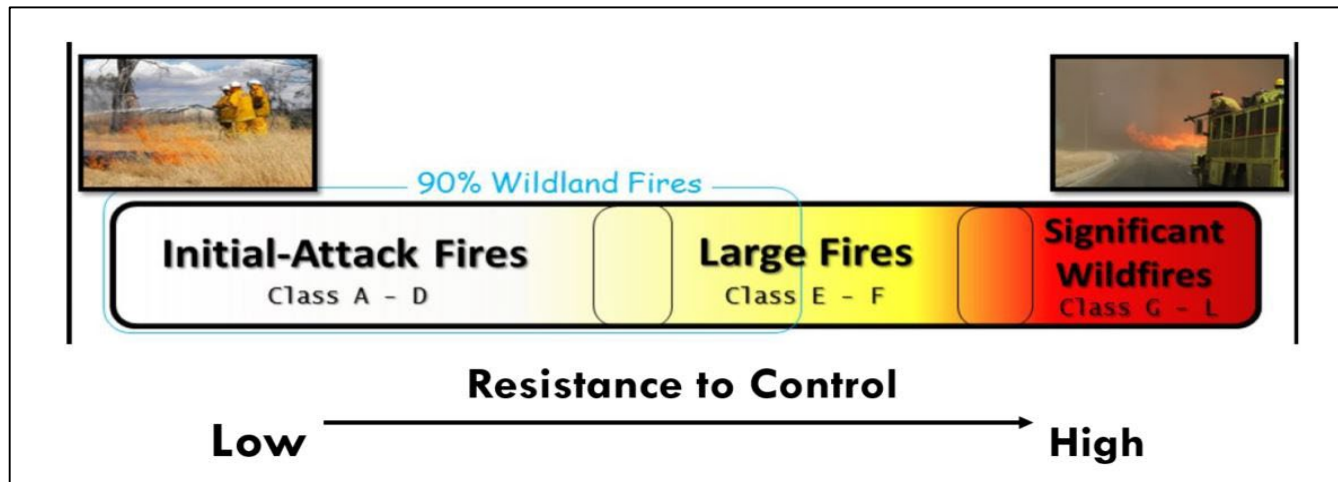 90% Wildland Fires
Initial-Attack Fires
Class A - D
Large Fires
Class E - F
Significant
Wildfires
Class G - L
Resistance to Control
Low
High